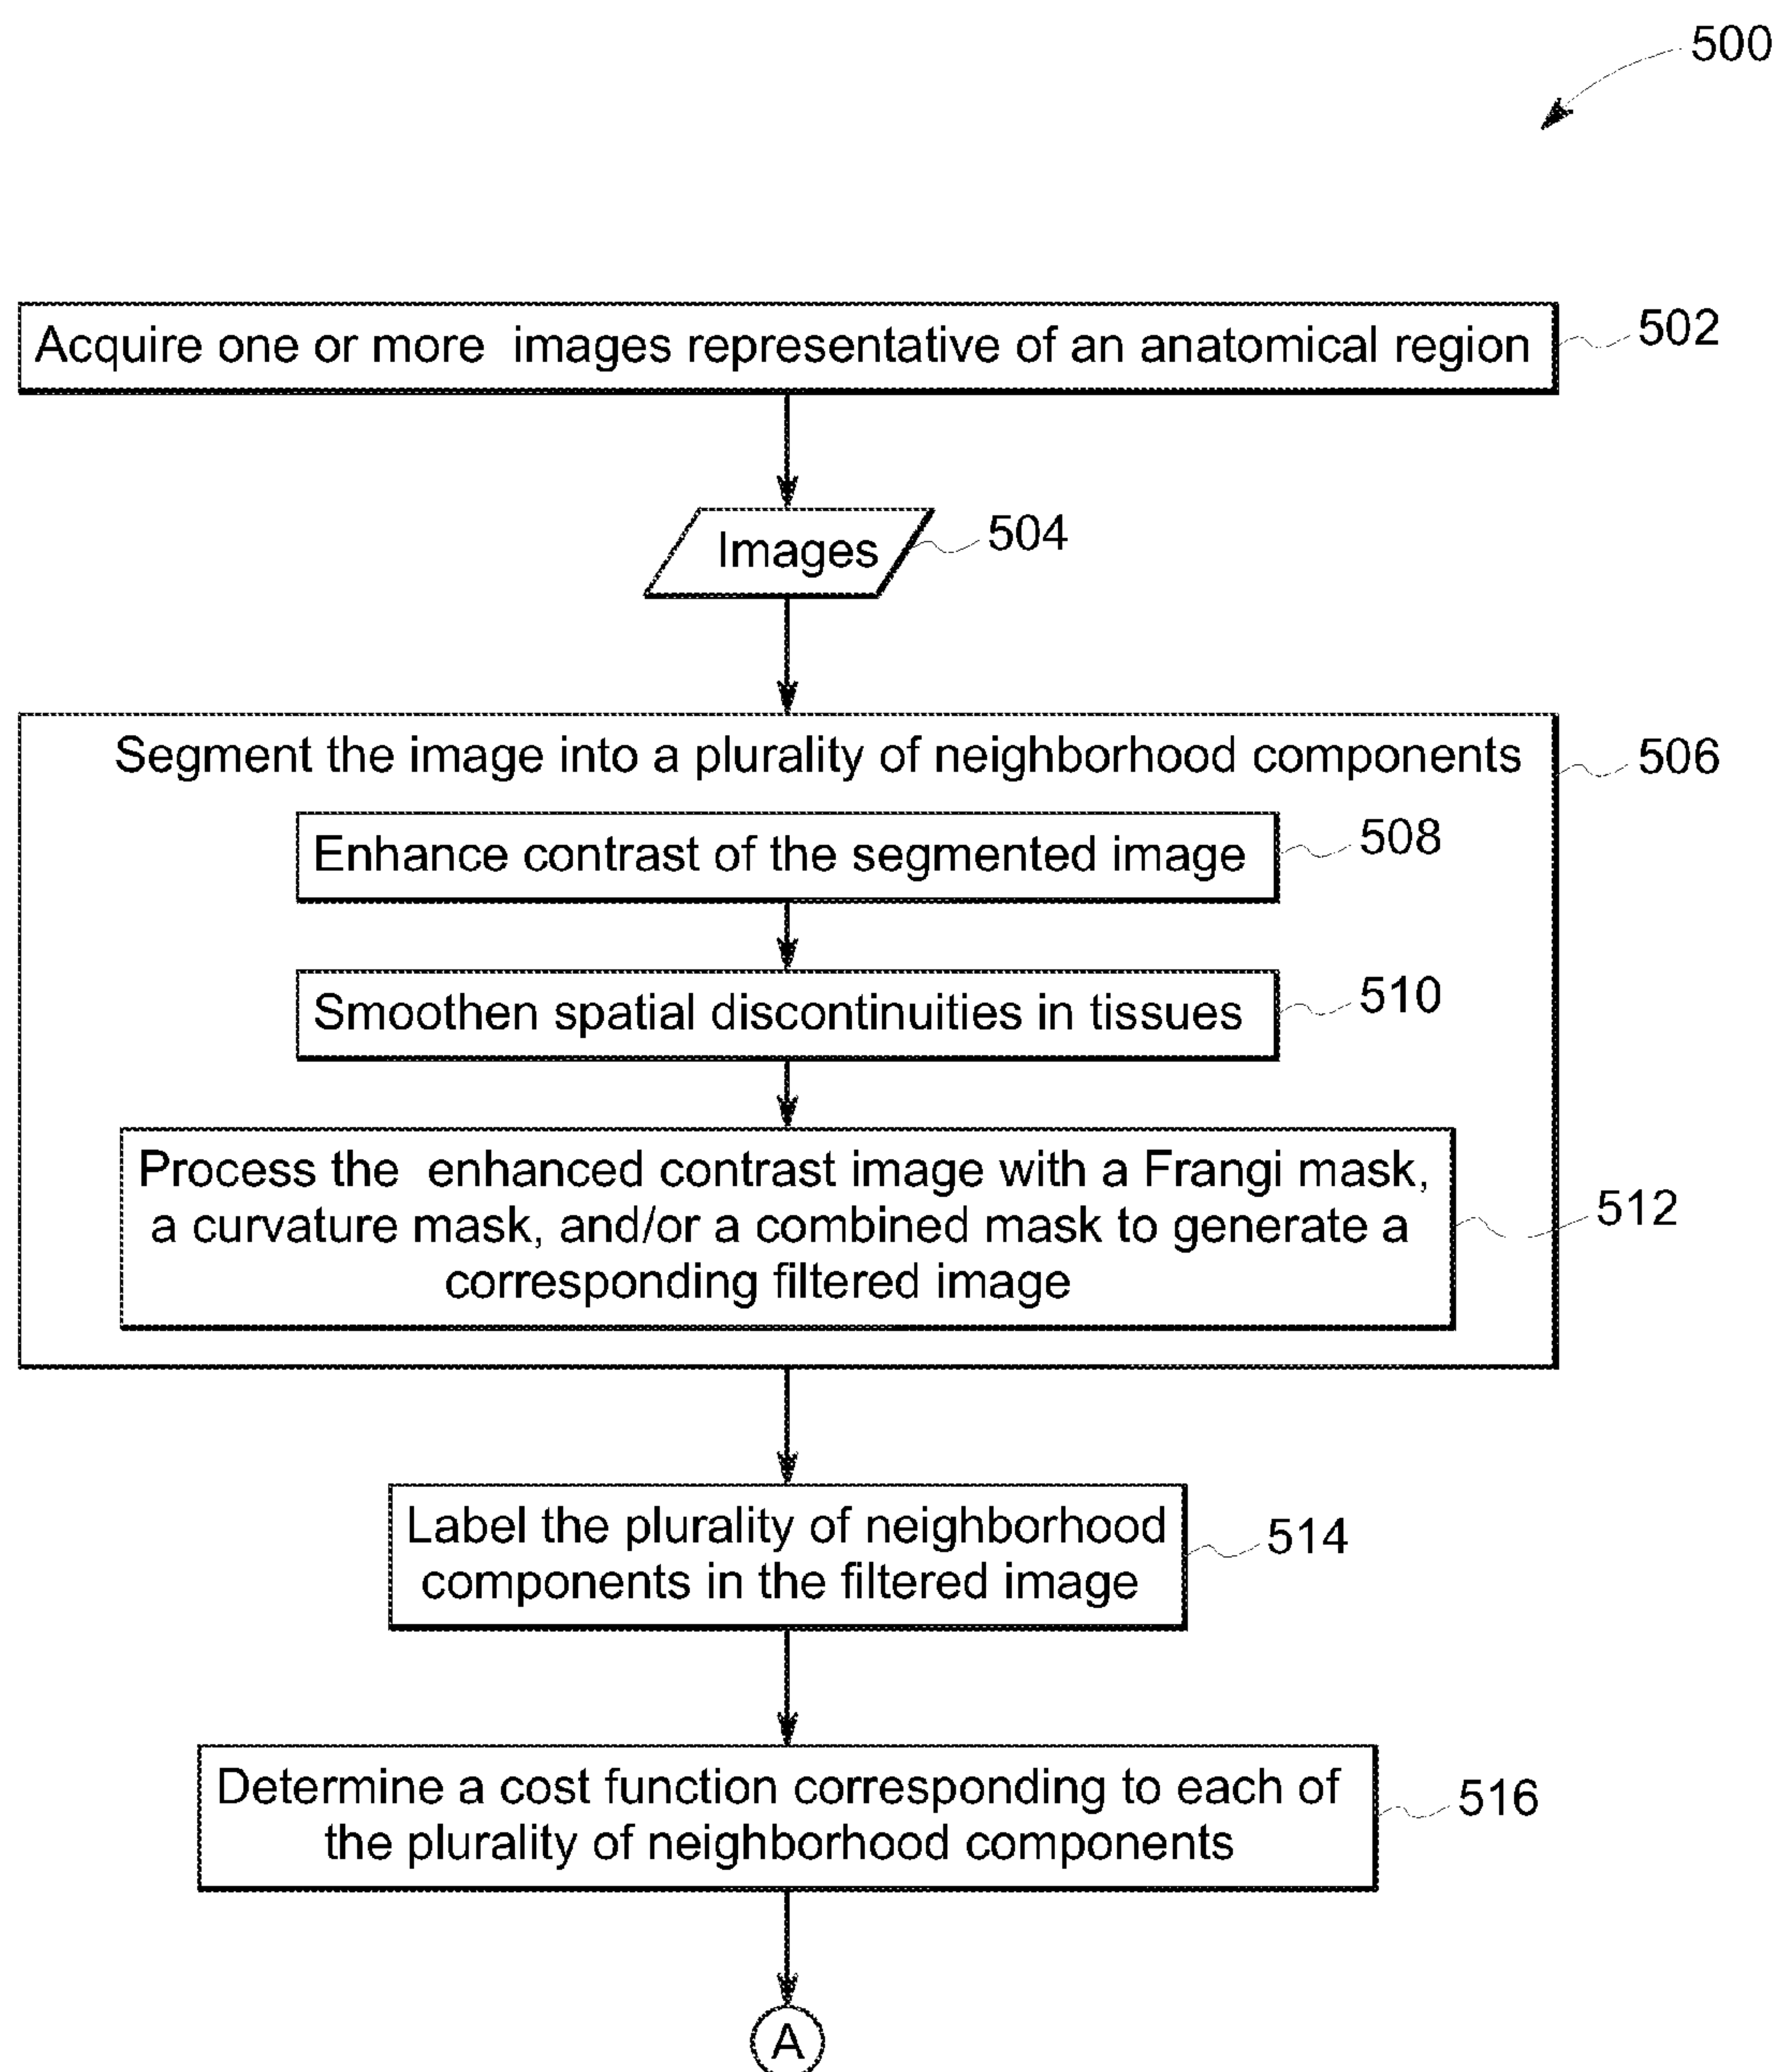 500
Acquire one or more images representative of an anatomical region
502
Images
504
Segment the image into a plurality of neighborhood components
506
Enhance contrast of the segmented image
508
Smoothen spatial discontinuities in tissues
510
Process the enhanced contrast image with a Frangi mask,
a curvature mask, and/or a combined mask to generate a
corresponding filtered image
512
Label the plurality of neighborhood
components in the filtered image
514
Determine a cost function corresponding to each of
the plurality of neighborhood components
516
A